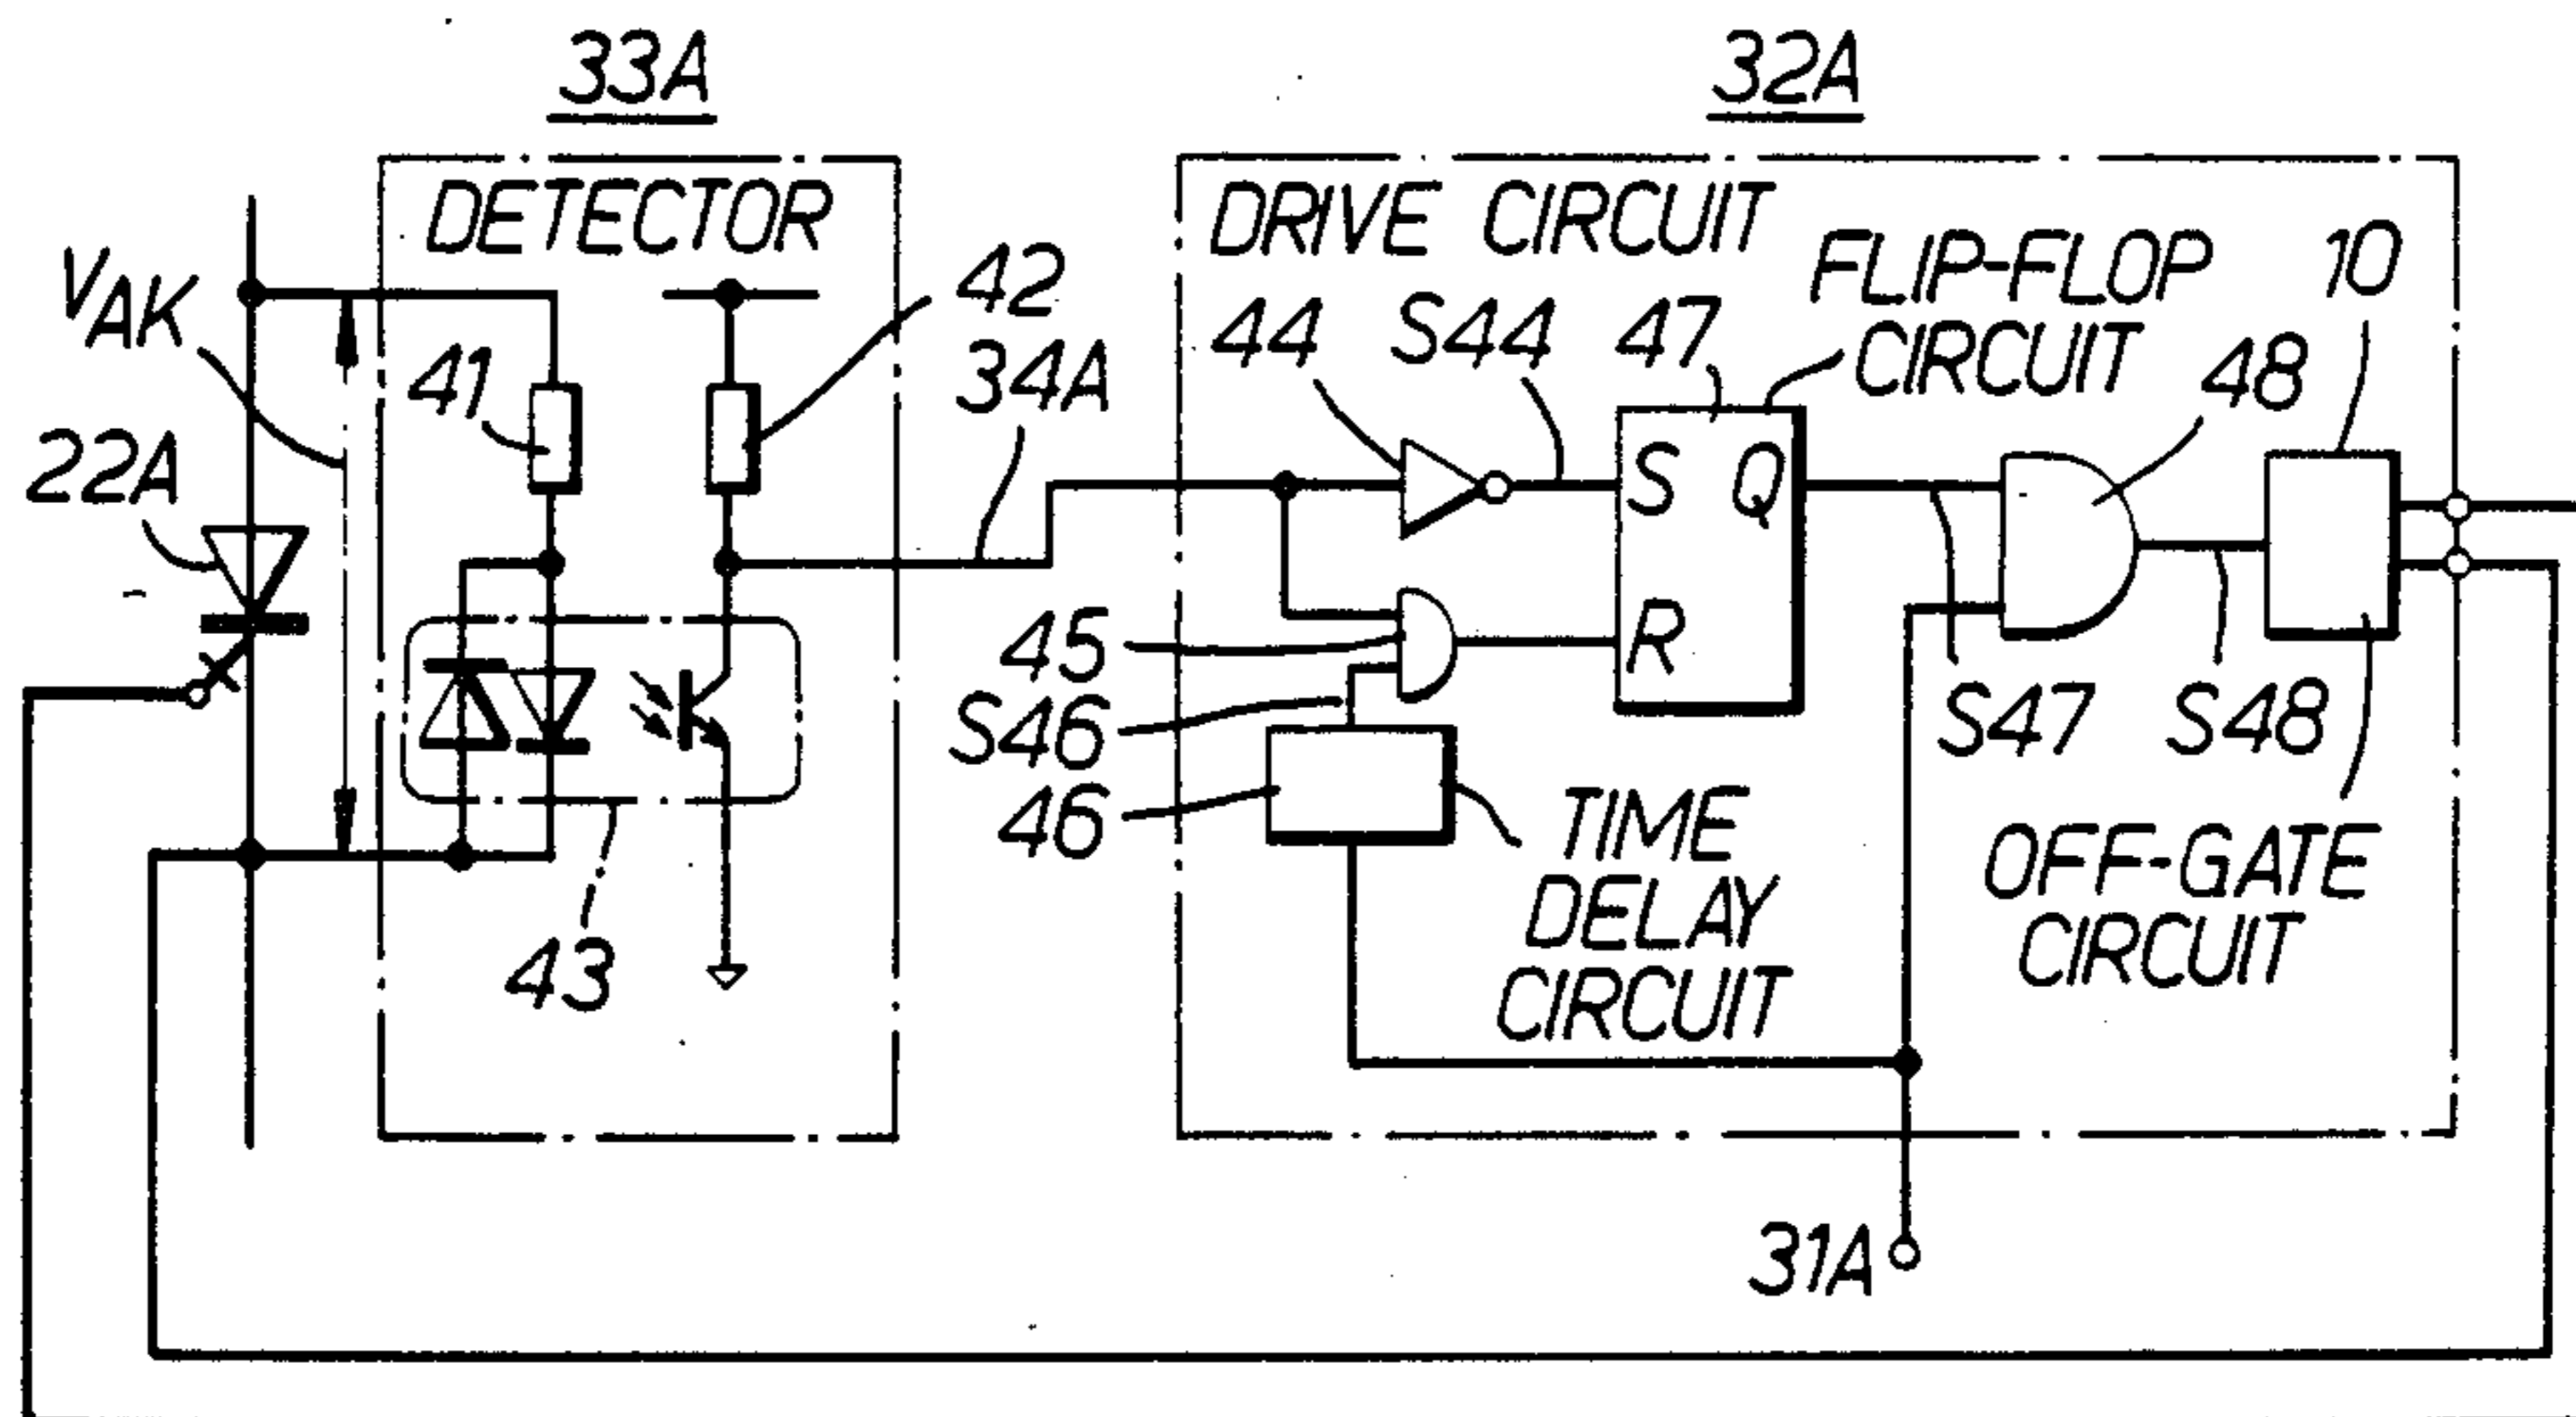 33A
32A
DETECTOR
DRIVE CIRCUIT
FLIP-FLOP
CIRCUIT
10
VAK
42
34A
41
44
S44
47
48
22A
S Q
R
45
S46
46
S47
S48
TIME
DELAY
CIRCUIT
OFF-GATE
CIRCUIT
43
31A